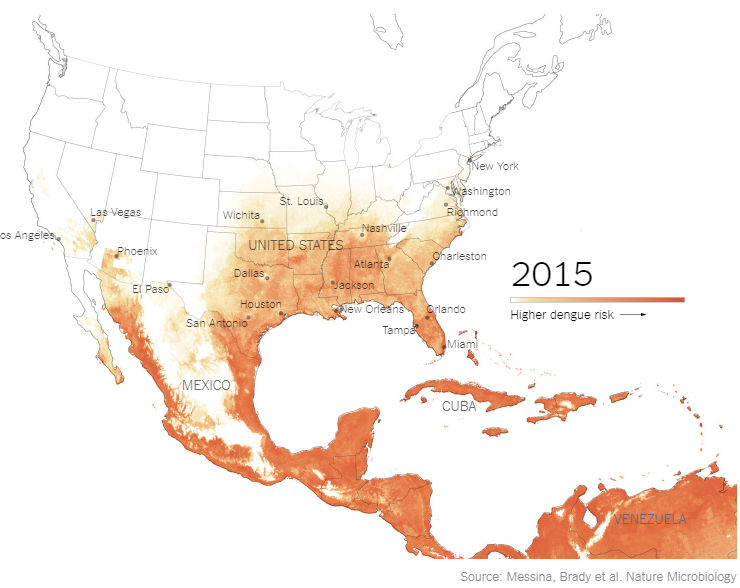 New York
Washington
Las Vegas
St. Louis
Richmond
Wichita
Nashville
os Angeles
UNITED STATES
Phoenix
Atlanta
Charleston
Dallas
2015
El Paso
Jackson
Houston
New Orleans
Orlando
Higher dengue risk
San Antonio
Tampa
Miami
MEXICO
CUBA
VENEZUELA
Source: Messina, Brady et al. Nature Microbiology